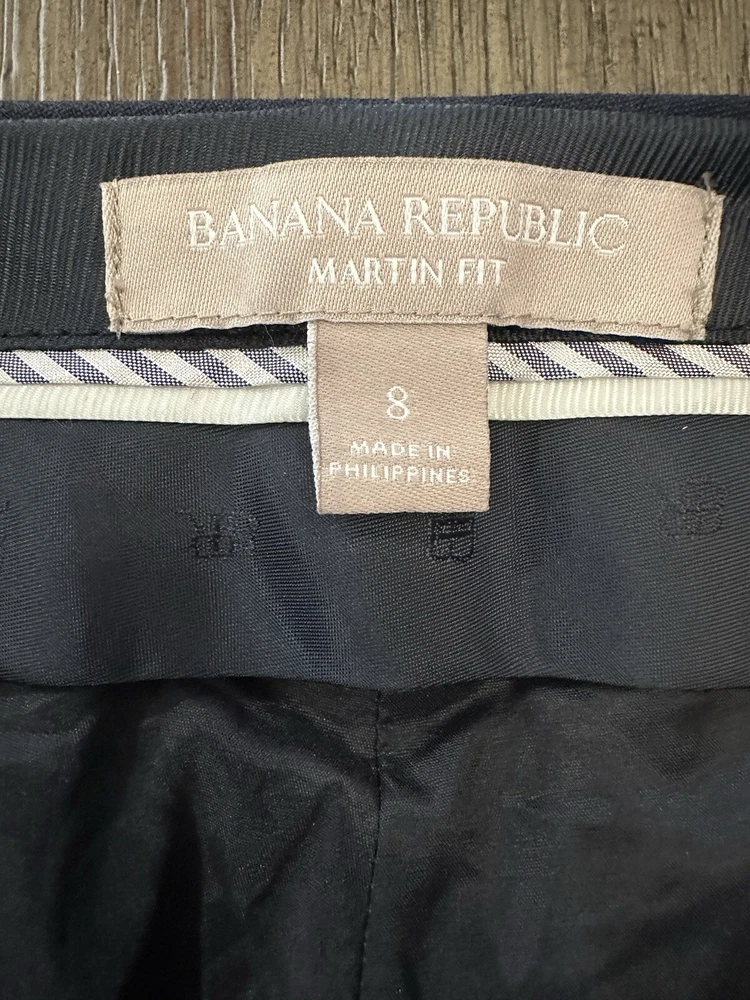 BANANA REPUBLIC
MARTIN FIT
8
MADE IN
PHILIPPINES